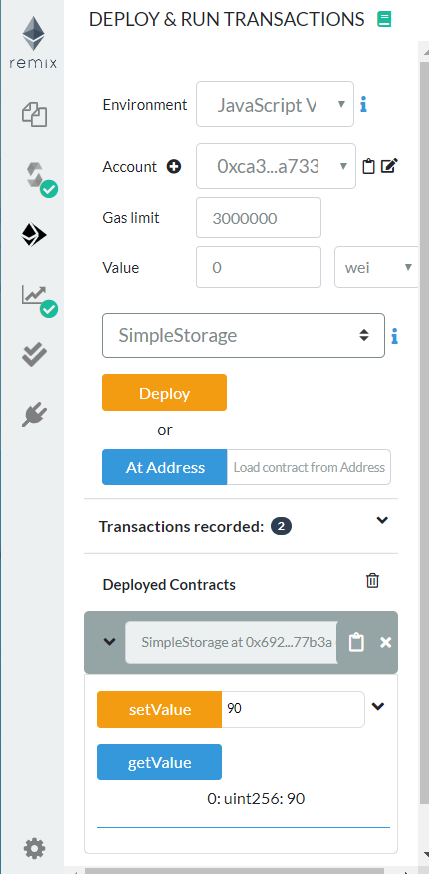 DEPLOY & RUN TRANSACTIONS
remix
Environment JavaScript V
Account 0xca3...a733
Gas limit 3000000
Value 0 wei
SimpleStorage
Deploy
or
At Address Load contract from Address
Transactions recorded: 2
Deployed Contracts
SimpleStorage at 0x692...77b3a
setValue 90
getValue
0: uint256: 90